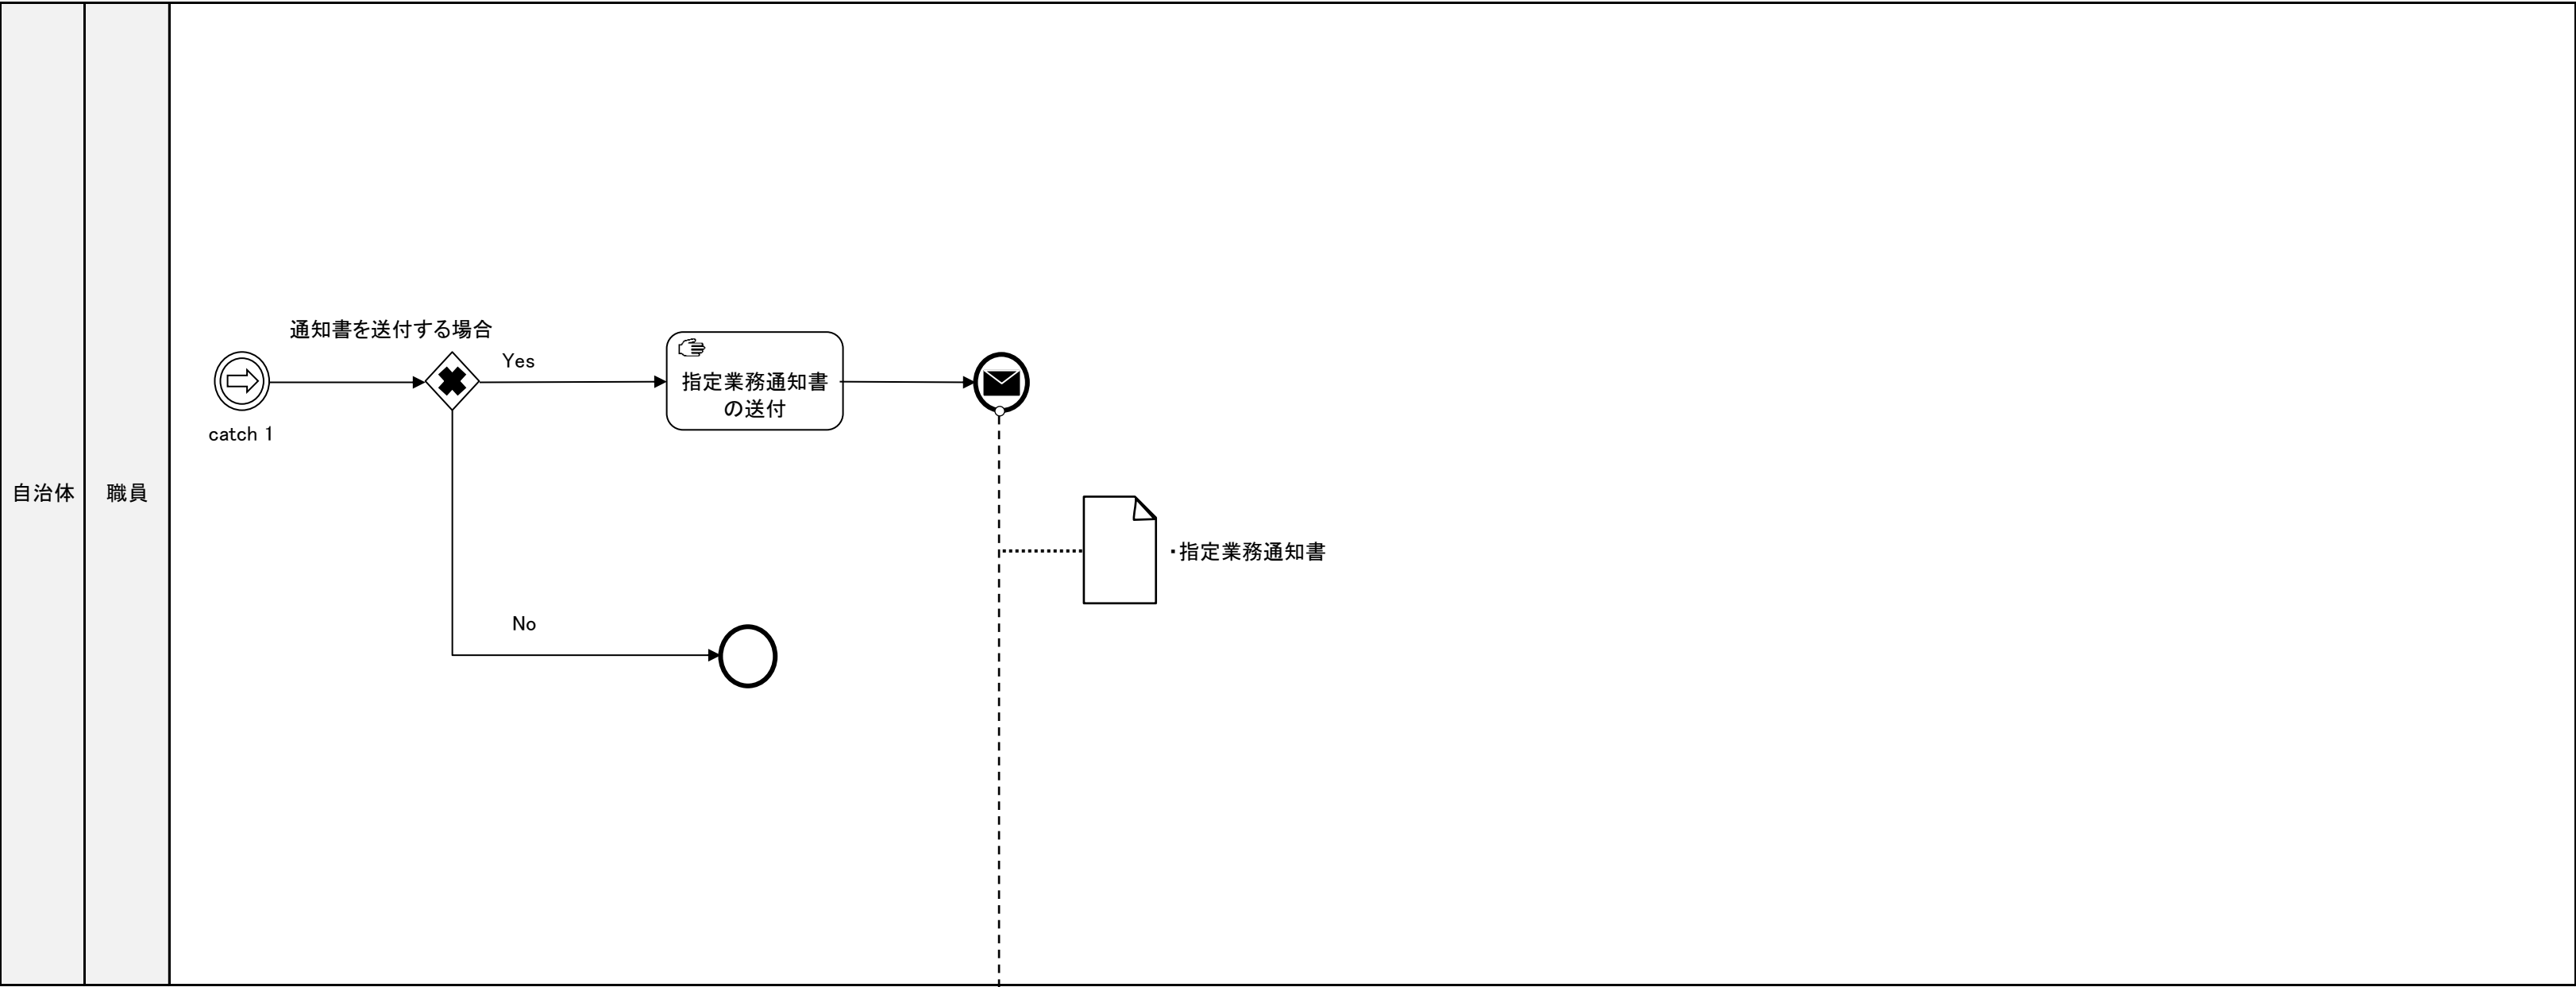 自治体
職員
通知書を送付する場合
Yes
catch 1
指定業務通知書
の送付
・指定業務通知書
No